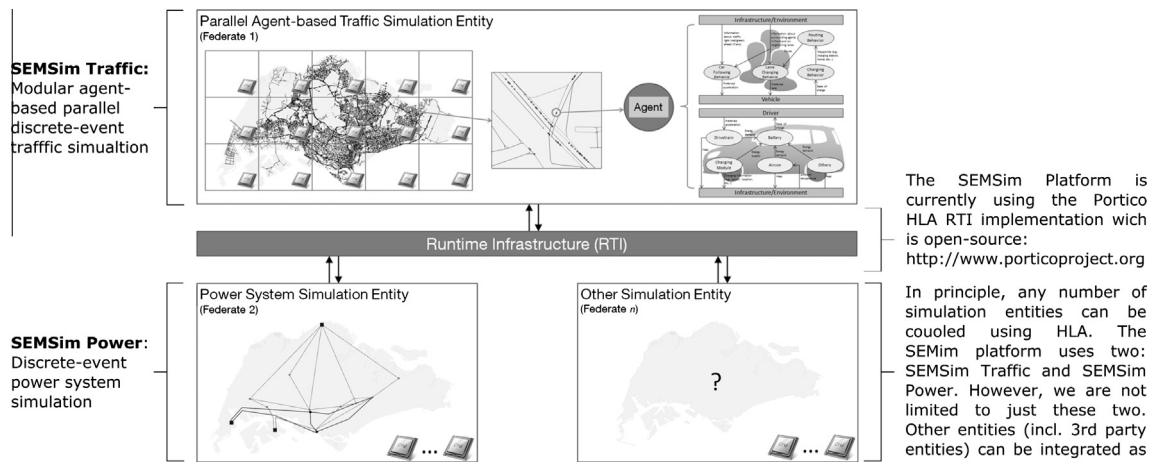 Parallel Agent-based Traffic Simulation Entity
(Federate 1)
SEMSim Traffic:
Modular agent-
based parallel
discrete-event
trafffic simualtion
Agent
Infrastructure/Environment
Routing
Behavior
Car
Following
Behavior
Lane
Changing
Behavior
Charging
Behavior
Vehicle
Driver
Drivetrain
Battery
Charging
Module
Aircon
Others
Infrastructure/Environment
Runtime Infrastructure (RTI)
The SEMSim Platform is
currently using the Portico
HLA RTI implementation wich
is open-source:
http://www.porticoproject.org
Power System Simulation Entity
(Federate 2)
SEMSim Power:
Discrete-event
power system
simulation
...
Other Simulation Entity
(Federate n)
?
...
In principle, any number of
simulation entities can be
couoled using HLA. The
SEMim platform uses two:
SEMSim Traffic and SEMSim
Power. However, we are not
limited to just these two.
Other entities (incl. 3rd party
entities) can be integrated as